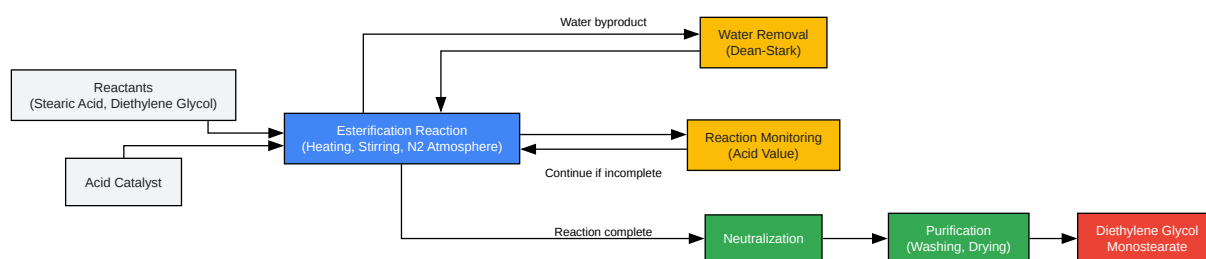 Water byproduct
Water Removal
(Dean-Stark)
Reactants
(Stearic Acid, Diethylene Glycol)
Esterification Reaction
(Heating, Stirring, N2 Atmosphere)
Reaction Monitoring
(Acid Value)
Continue if incomplete
Acid Catalyst
Reaction complete
Neutralization
Purification
(Washing, Drying)
Diethylene Glycol
Monostearate